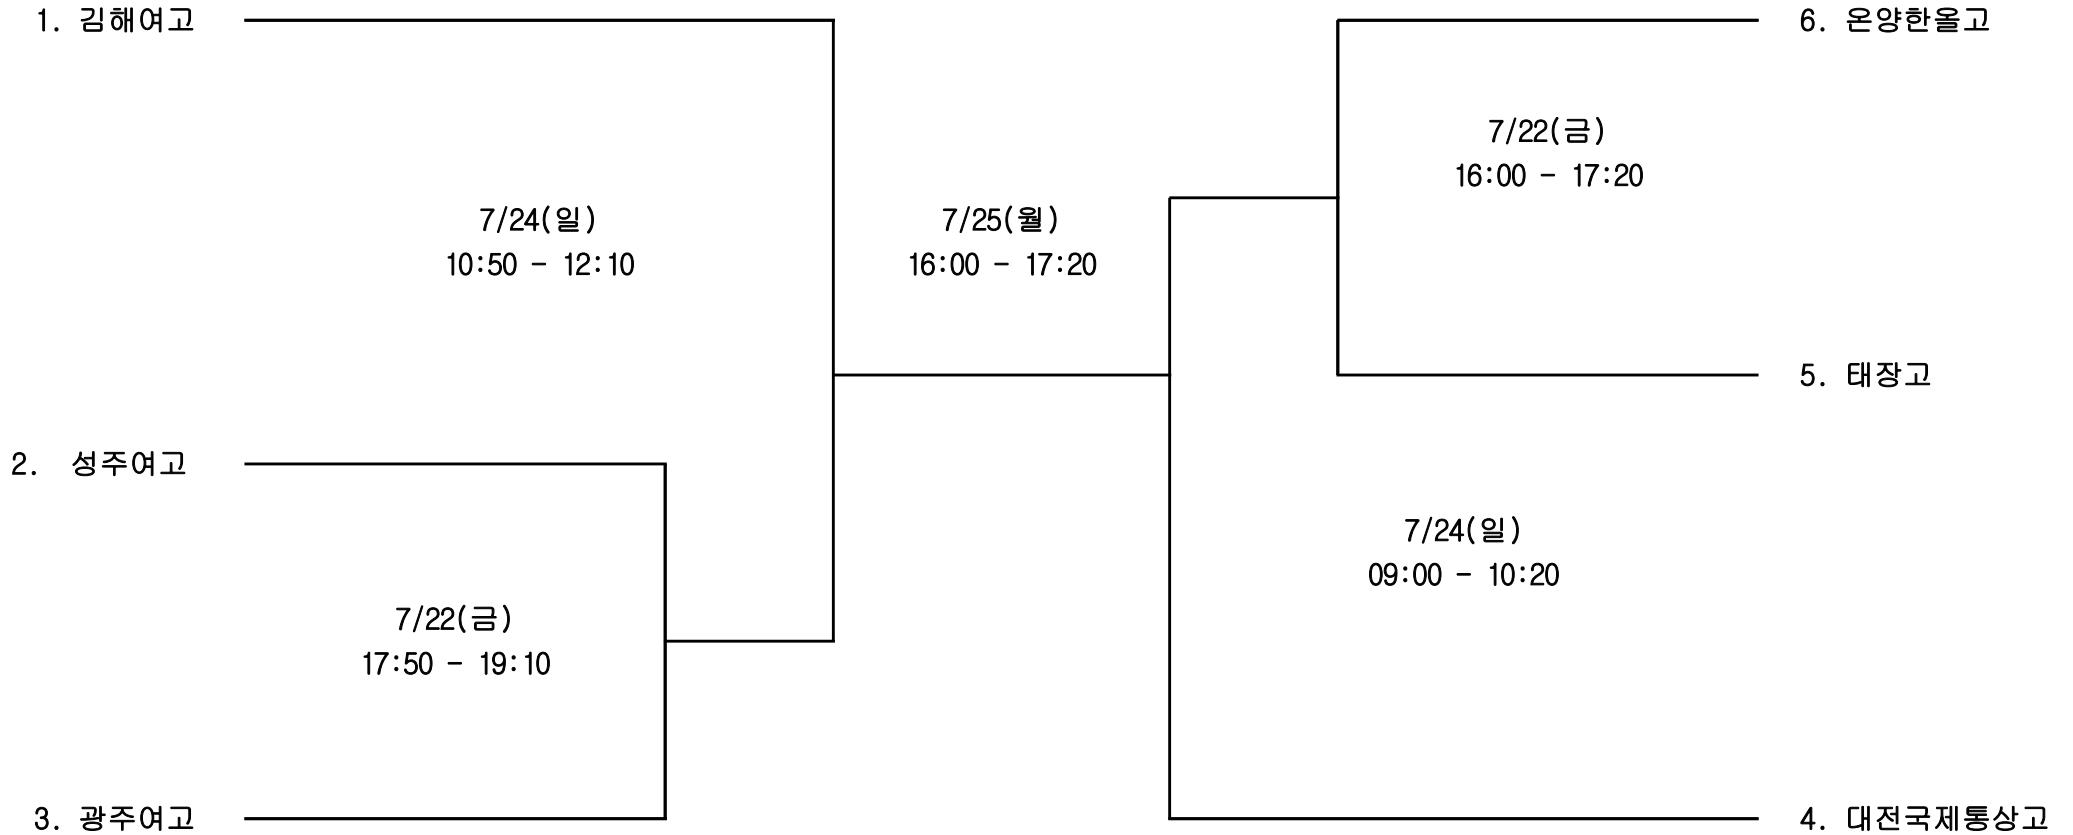 1. 김해여고
6. 온양한올고
7/22(금)
16:00 - 17:20
7/24(일)
10:50 - 12:10
7/25(월)
16:00 - 17:20
5. 태장고
2. 성주여고
7/24(일)
09:00 - 10:20
7/22(금)
17:50 - 19:10
3. 광주여고
4. 대전국제통상고